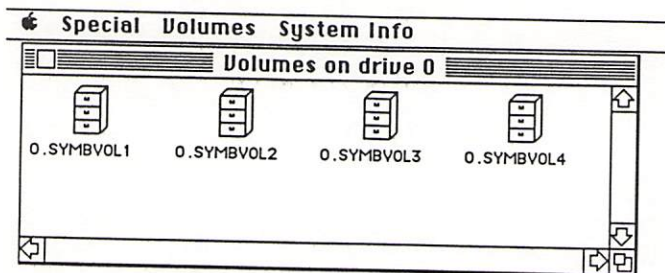 Special Volumes System Info
Volumes on drive 0
0.SYMBVOL1 0.SYMBVOL2 0.SYMBVOL3 0.SYMBVOL4